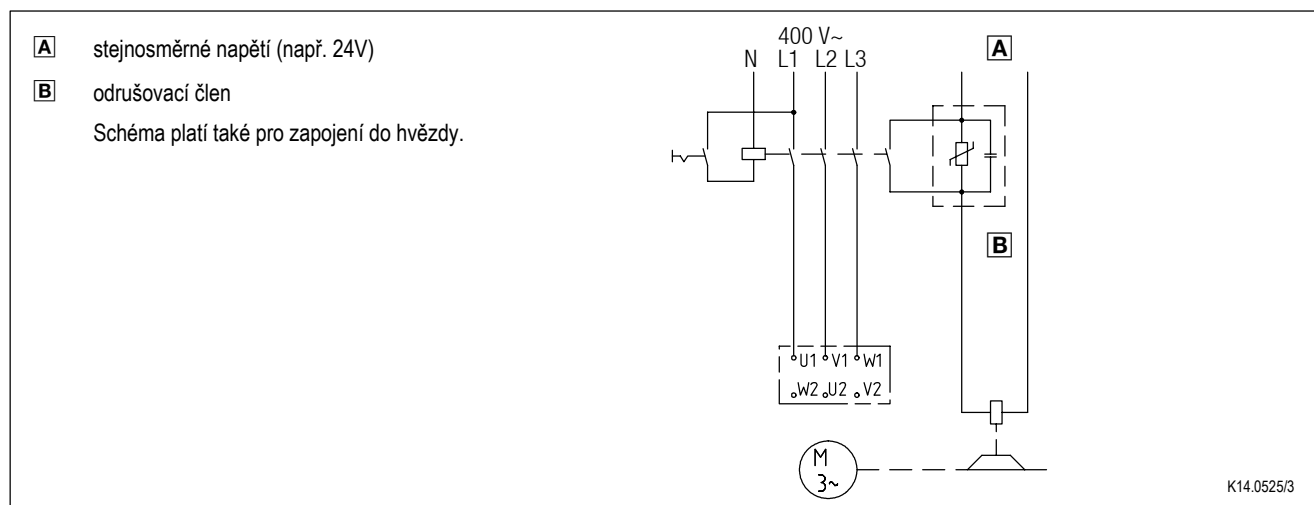 A stejnosměrné napětí (např. 24V)
B odrušovací člen
Schéma platí také pro zapojení do hvězdy.
400 V~
N L1 L2 L3
A
B
U1 V1 W1
W2 U2 V2
M
3~
K14.0525/3